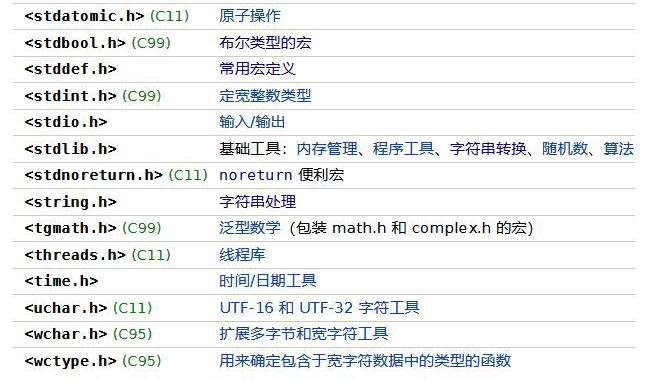 <stdatomic.h> (C11) 原子操作
<stdbool.h> (C99) 布尔类型的宏
<stddef.h> 常用宏定义
<stdint.h> (C99) 定宽整数类型
<stdio.h> 输入/输出
<stdlib.h> 基础工具：内存管理、程序工具、字符串转换、随机数、算法
<stdnoreturn.h> (C11) noreturn 便利宏
<string.h> 字符串处理
<tgmath.h> (C99) 泛型数学（包装 math.h 和 complex.h 的宏）
<threads.h> (C11) 线程库
<time.h> 时间/日期工具
<uchar.h> (C11) UTF-16 和 UTF-32 字符工具
<wchar.h> (C95) 扩展多字节和宽字符工具
<wctype.h> (C95) 用来确定包含于宽字符数据中的类型的函数